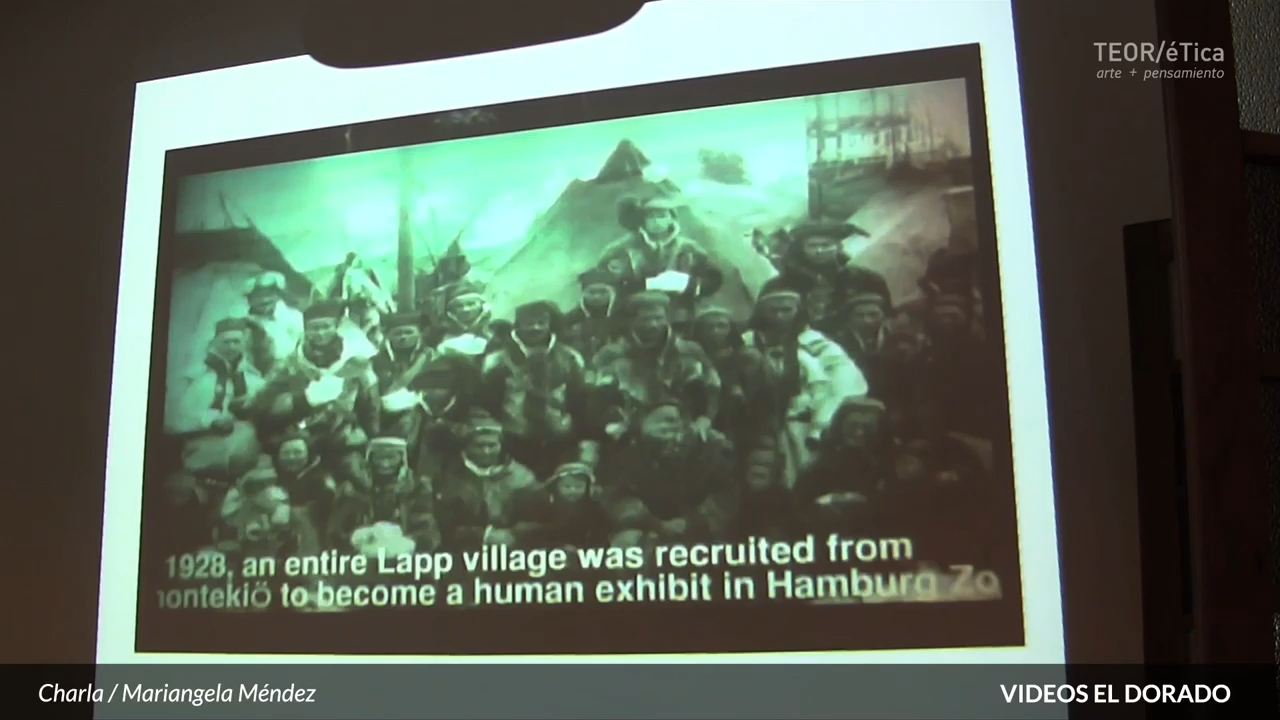 TEOR/éTica
arte + pensamiento
1928, an entire Lapp village was recruited from
to become a human exhibit in Hamburg
Charla / Mariangela Méndez
VIDEOS EL DORADO